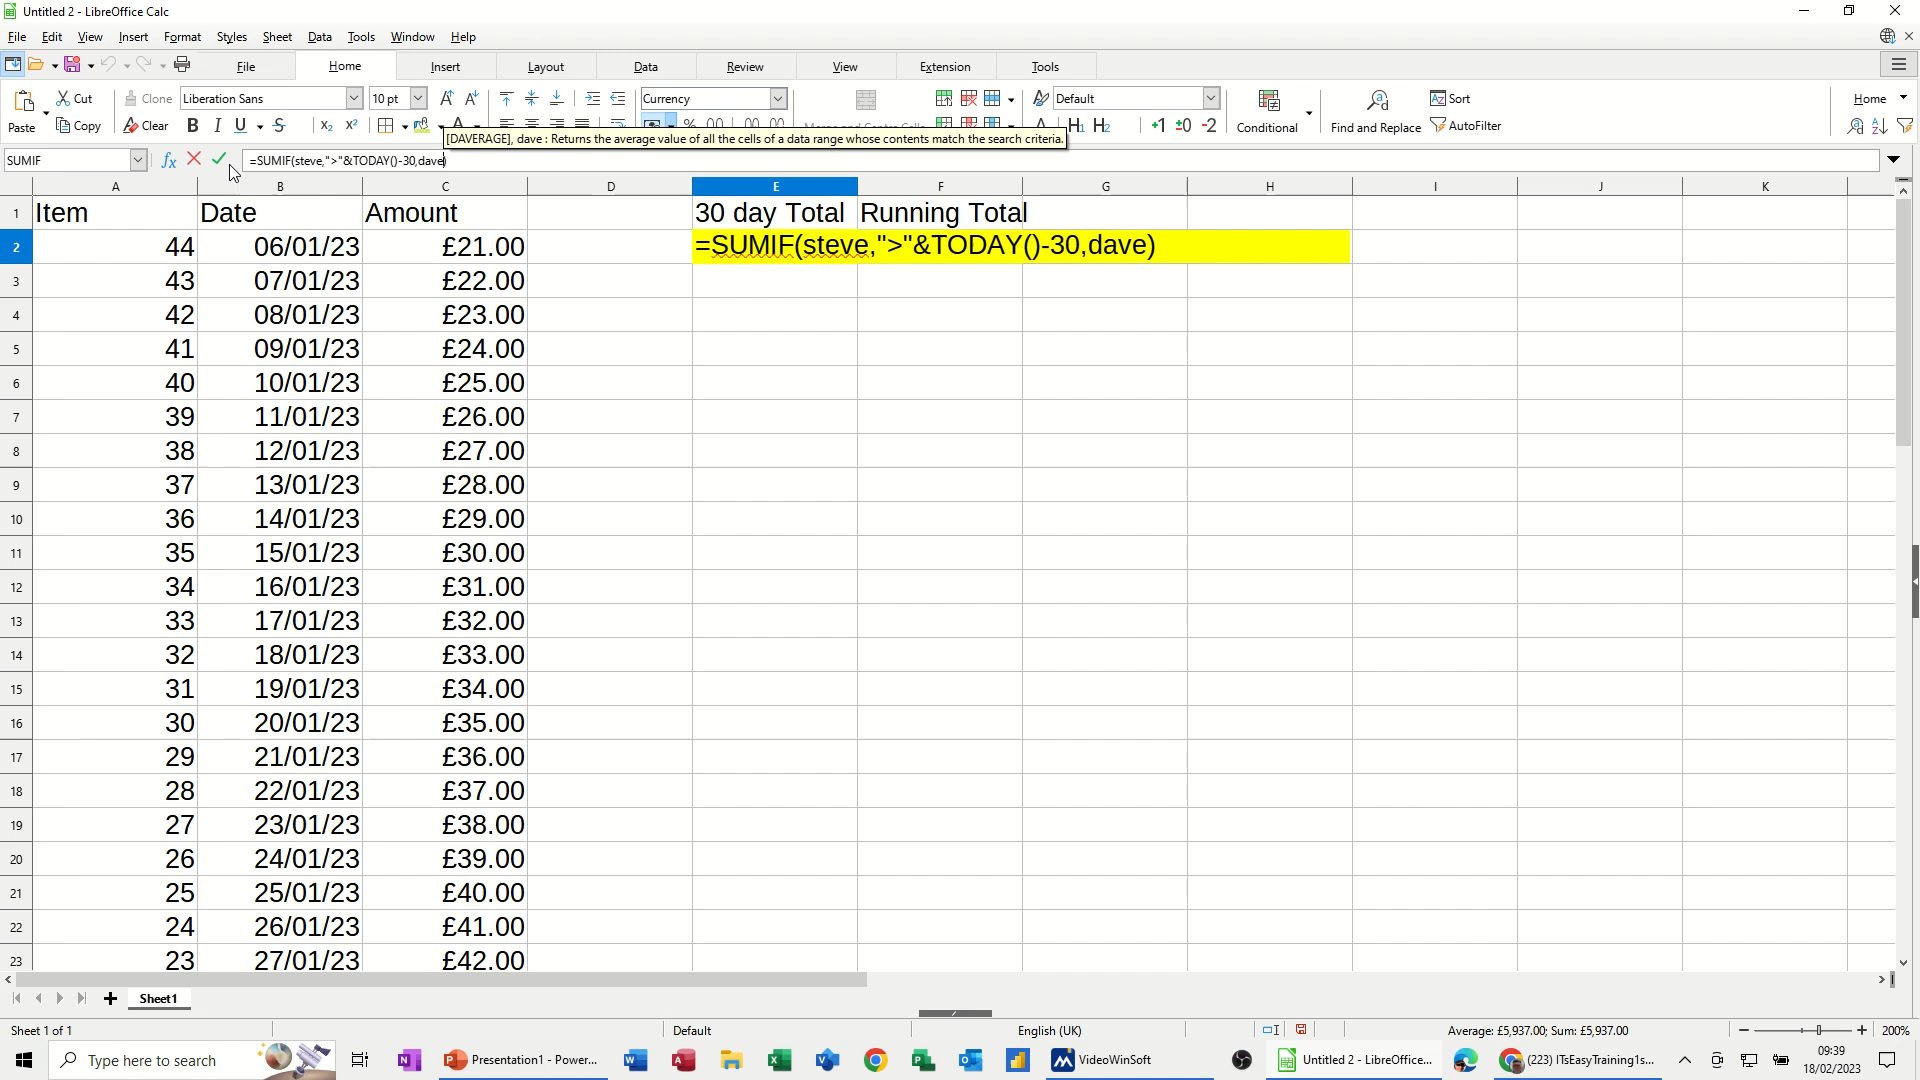 Untitled 2 - LibreOffice Calc
File Edit View Insert Format Styles Sheet Data Tools Window Help
File Home Insert Layout Data Review View Extension Tools
Cut Clone Liberation Sans 10 pt Currency Default Sort Home
Paste Copy Clear Conditional Find and Replace AutoFilter
[DAVERAGE], dave : Returns the average value of all the cells of a data range whose contents match the search criteria.
SUMIF =SUMIF(steve,">"&TODAY()-30,dave)
A B C D E F G H I J K
1 Item Date Amount 30 day Total Running Total
2 44 06/01/23 £21.00 =SUMIF(steve,">"&TODAY()-30,dave)
3 43 07/01/23 £22.00
4 42 08/01/23 £23.00
5 41 09/01/23 £24.00
6 40 10/01/23 £25.00
7 39 11/01/23 £26.00
8 38 12/01/23 £27.00
9 37 13/01/23 £28.00
10 36 14/01/23 £29.00
11 35 15/01/23 £30.00
12 34 16/01/23 £31.00
13 33 17/01/23 £32.00
14 32 18/01/23 £33.00
15 31 19/01/23 £34.00
16 30 20/01/23 £35.00
17 29 21/01/23 £36.00
18 28 22/01/23 £37.00
19 27 23/01/23 £38.00
20 26 24/01/23 £39.00
21 25 25/01/23 £40.00
22 24 26/01/23 £41.00
23 23 27/01/23 £42.00
Sheet1
Sheet 1 of 1 Default English (UK) Average: £5,937.00; Sum: £5,937.00 200%
Type here to search Presentation1 - Power... VideoWinSoft Untitled 2 - LibreOffice... (223) ITsEasyTraining1s... 09:39
18/02/2023